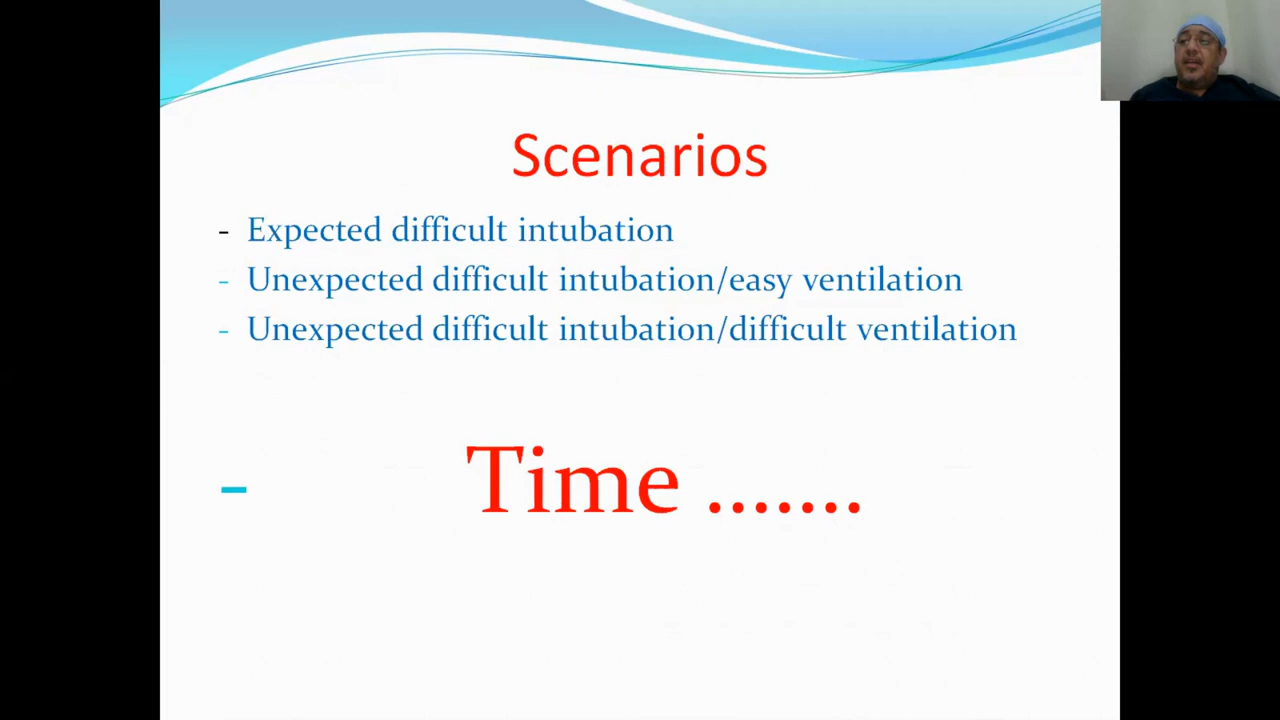 Scenarios
- Expected difficult intubation
- Unexpected difficult intubation/easy ventilation
- Unexpected difficult intubation/difficult ventilation
- Time .......